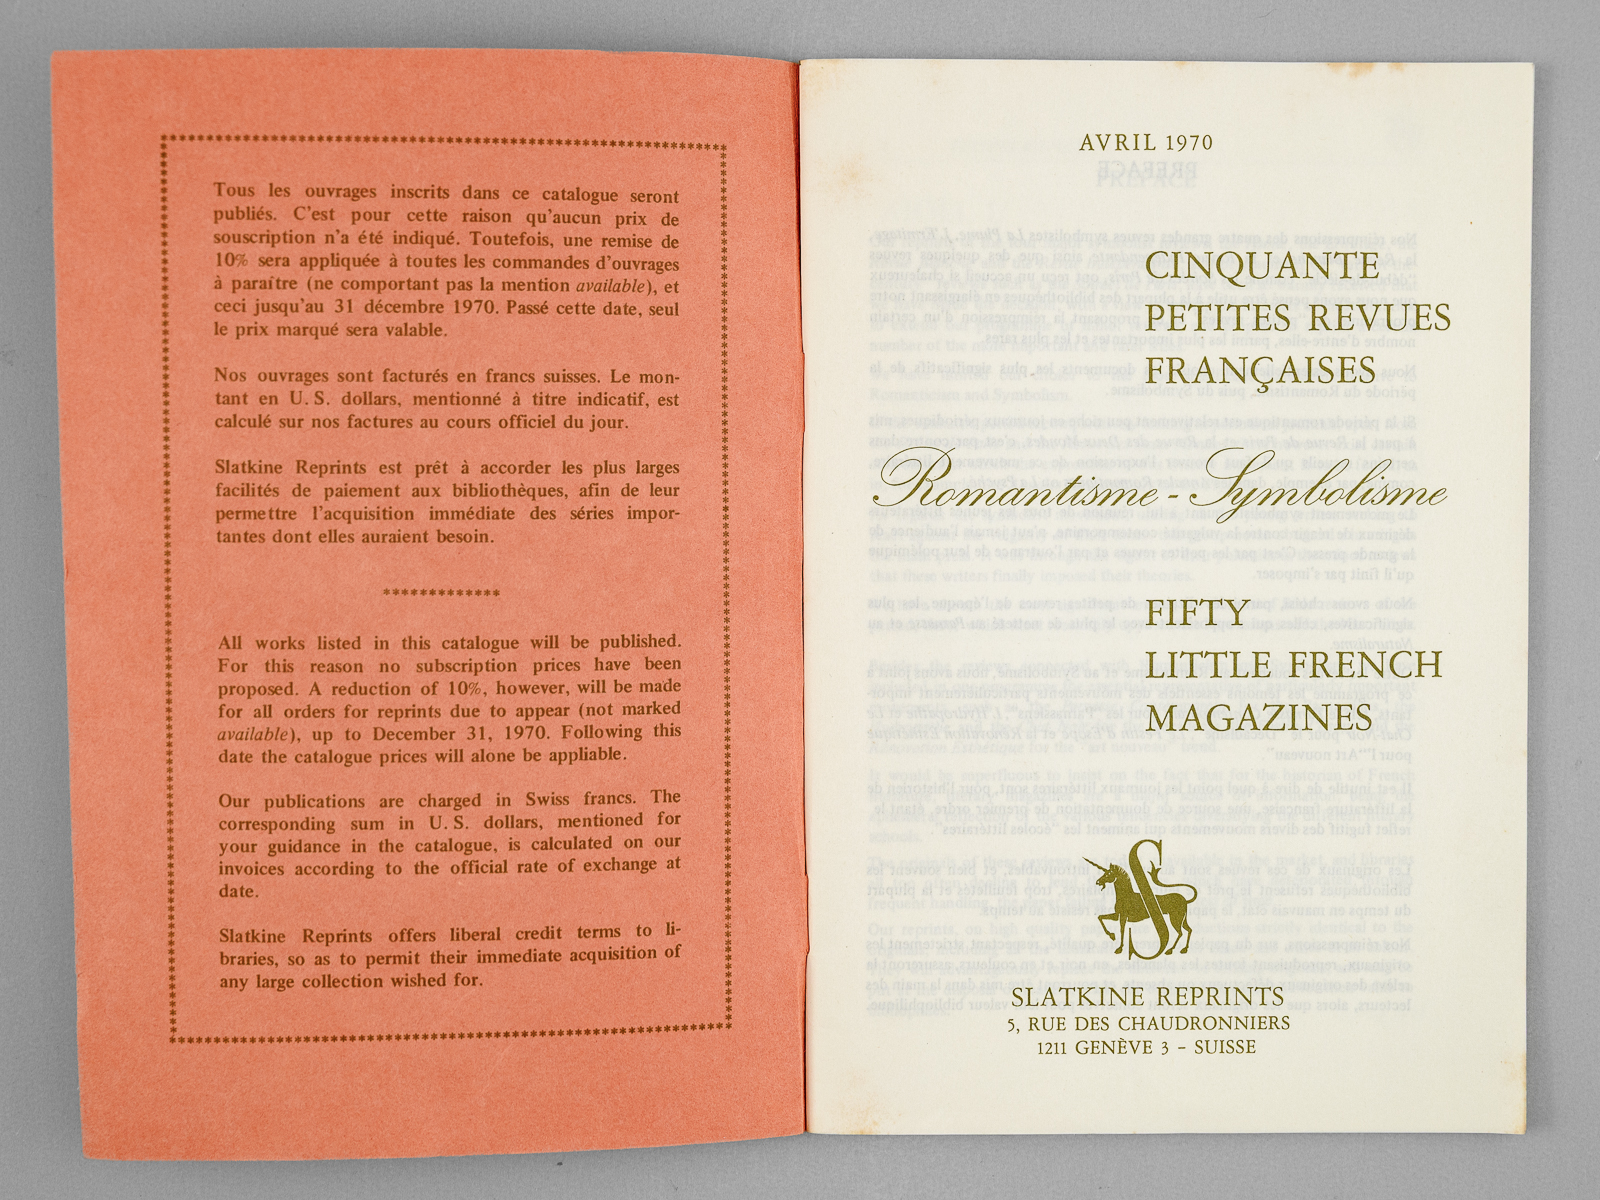 Tous les ouvrages inscrits dans ce catalogue seront
publiés. C'est pour cette raison qu'aucun prix de
souscription n'a été indiqué. Toutefois, une remise de
10% sera appliquée à toutes les commandes d'ouvrages
à paraître (ne comportant pas la mention available), et
ceci jusqu'au 31 décembre 1970. Passé cette date, seul
le prix marqué sera valable.
Nos ouvrages sont facturés en francs suisses. Le mon-
tant en U. S. dollars, mentionné à titre indicatif, est
calculé sur nos factures au cours officiel du jour.
Slatkine Reprints est prêt à accorder les plus larges
facilités de paiement aux bibliothèques, afin de leur
permettre l'acquisition immédiate des séries impor-
tantes dont elles auraient besoin.
*************
All works listed in this catalogue will be published.
For this reason no subscription prices have been
proposed. A reduction of 10%, however, will be made
for all orders for reprints due to appear (not marked
available), up to December 31, 1970. Following this
date the catalogue prices will alone be appliable.
Our publications are charged in Swiss francs. The
corresponding sum in U. S. dollars, mentioned for
your guidance in the catalogue, is calculated on our
invoices according to the official rate of exchange at
date.
Slatkine Reprints offers liberal credit terms to li-
braries, so as to permit their immediate acquisition of
any large collection wished for.
AVRIL 1970
CINQUANTE
PETITES REVUES
FRANÇAISES
Romantisme - Symbolisme
FIFTY
LITTLE FRENCH
MAGAZINES
S
SLATKINE REPRINTS
5, RUE DES CHAUDRONNIERS
1211 GENÈVE 3 – SUISSE